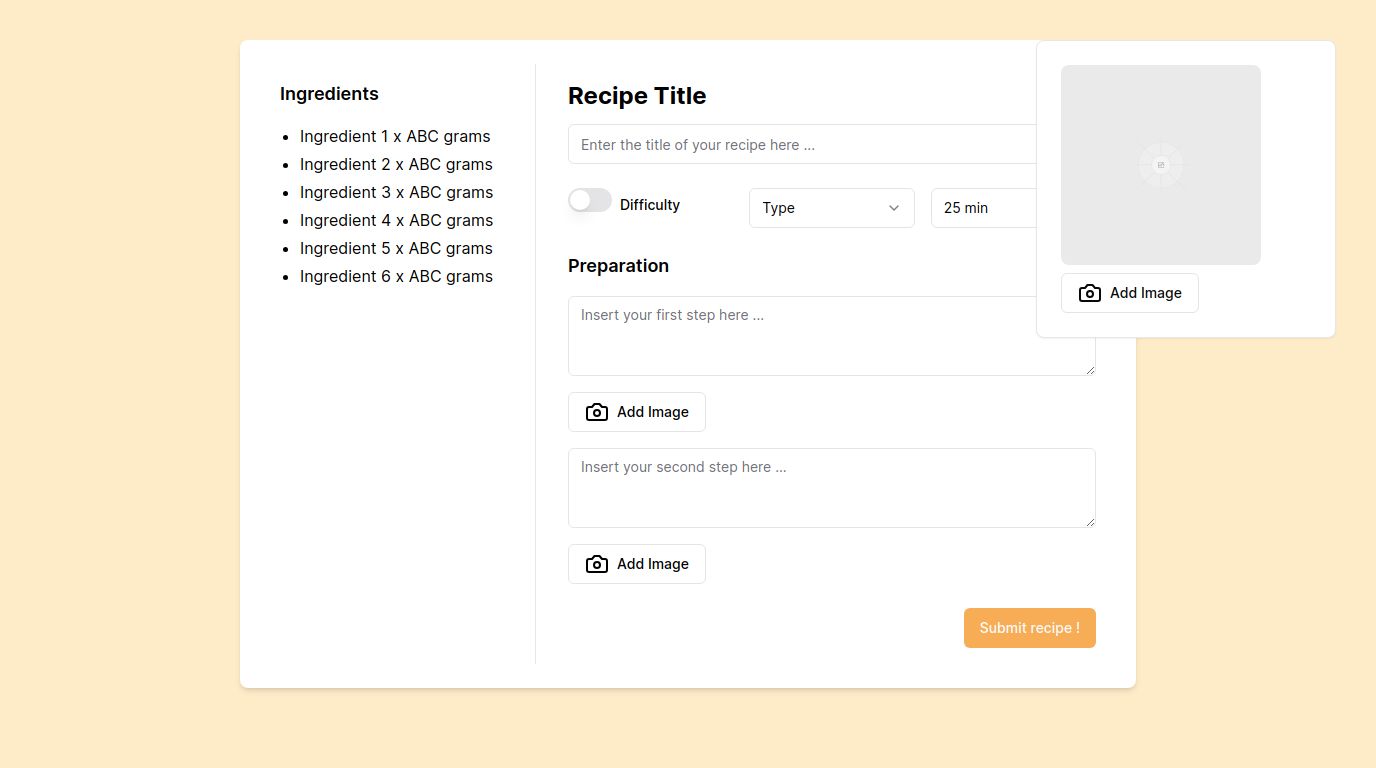 Ingredients
Ingredient 1 x ABC grams
Ingredient 2 x ABC grams
Ingredient 3 x ABC grams
Ingredient 4 x ABC grams
Ingredient 5 x ABC grams
Ingredient 6 x ABC grams
Recipe Title
Enter the title of your recipe here ...
Difficulty
Type
25 min
Preparation
Insert your first step here ...
Add Image
Insert your second step here ...
Add Image
Submit recipe !
Add Image